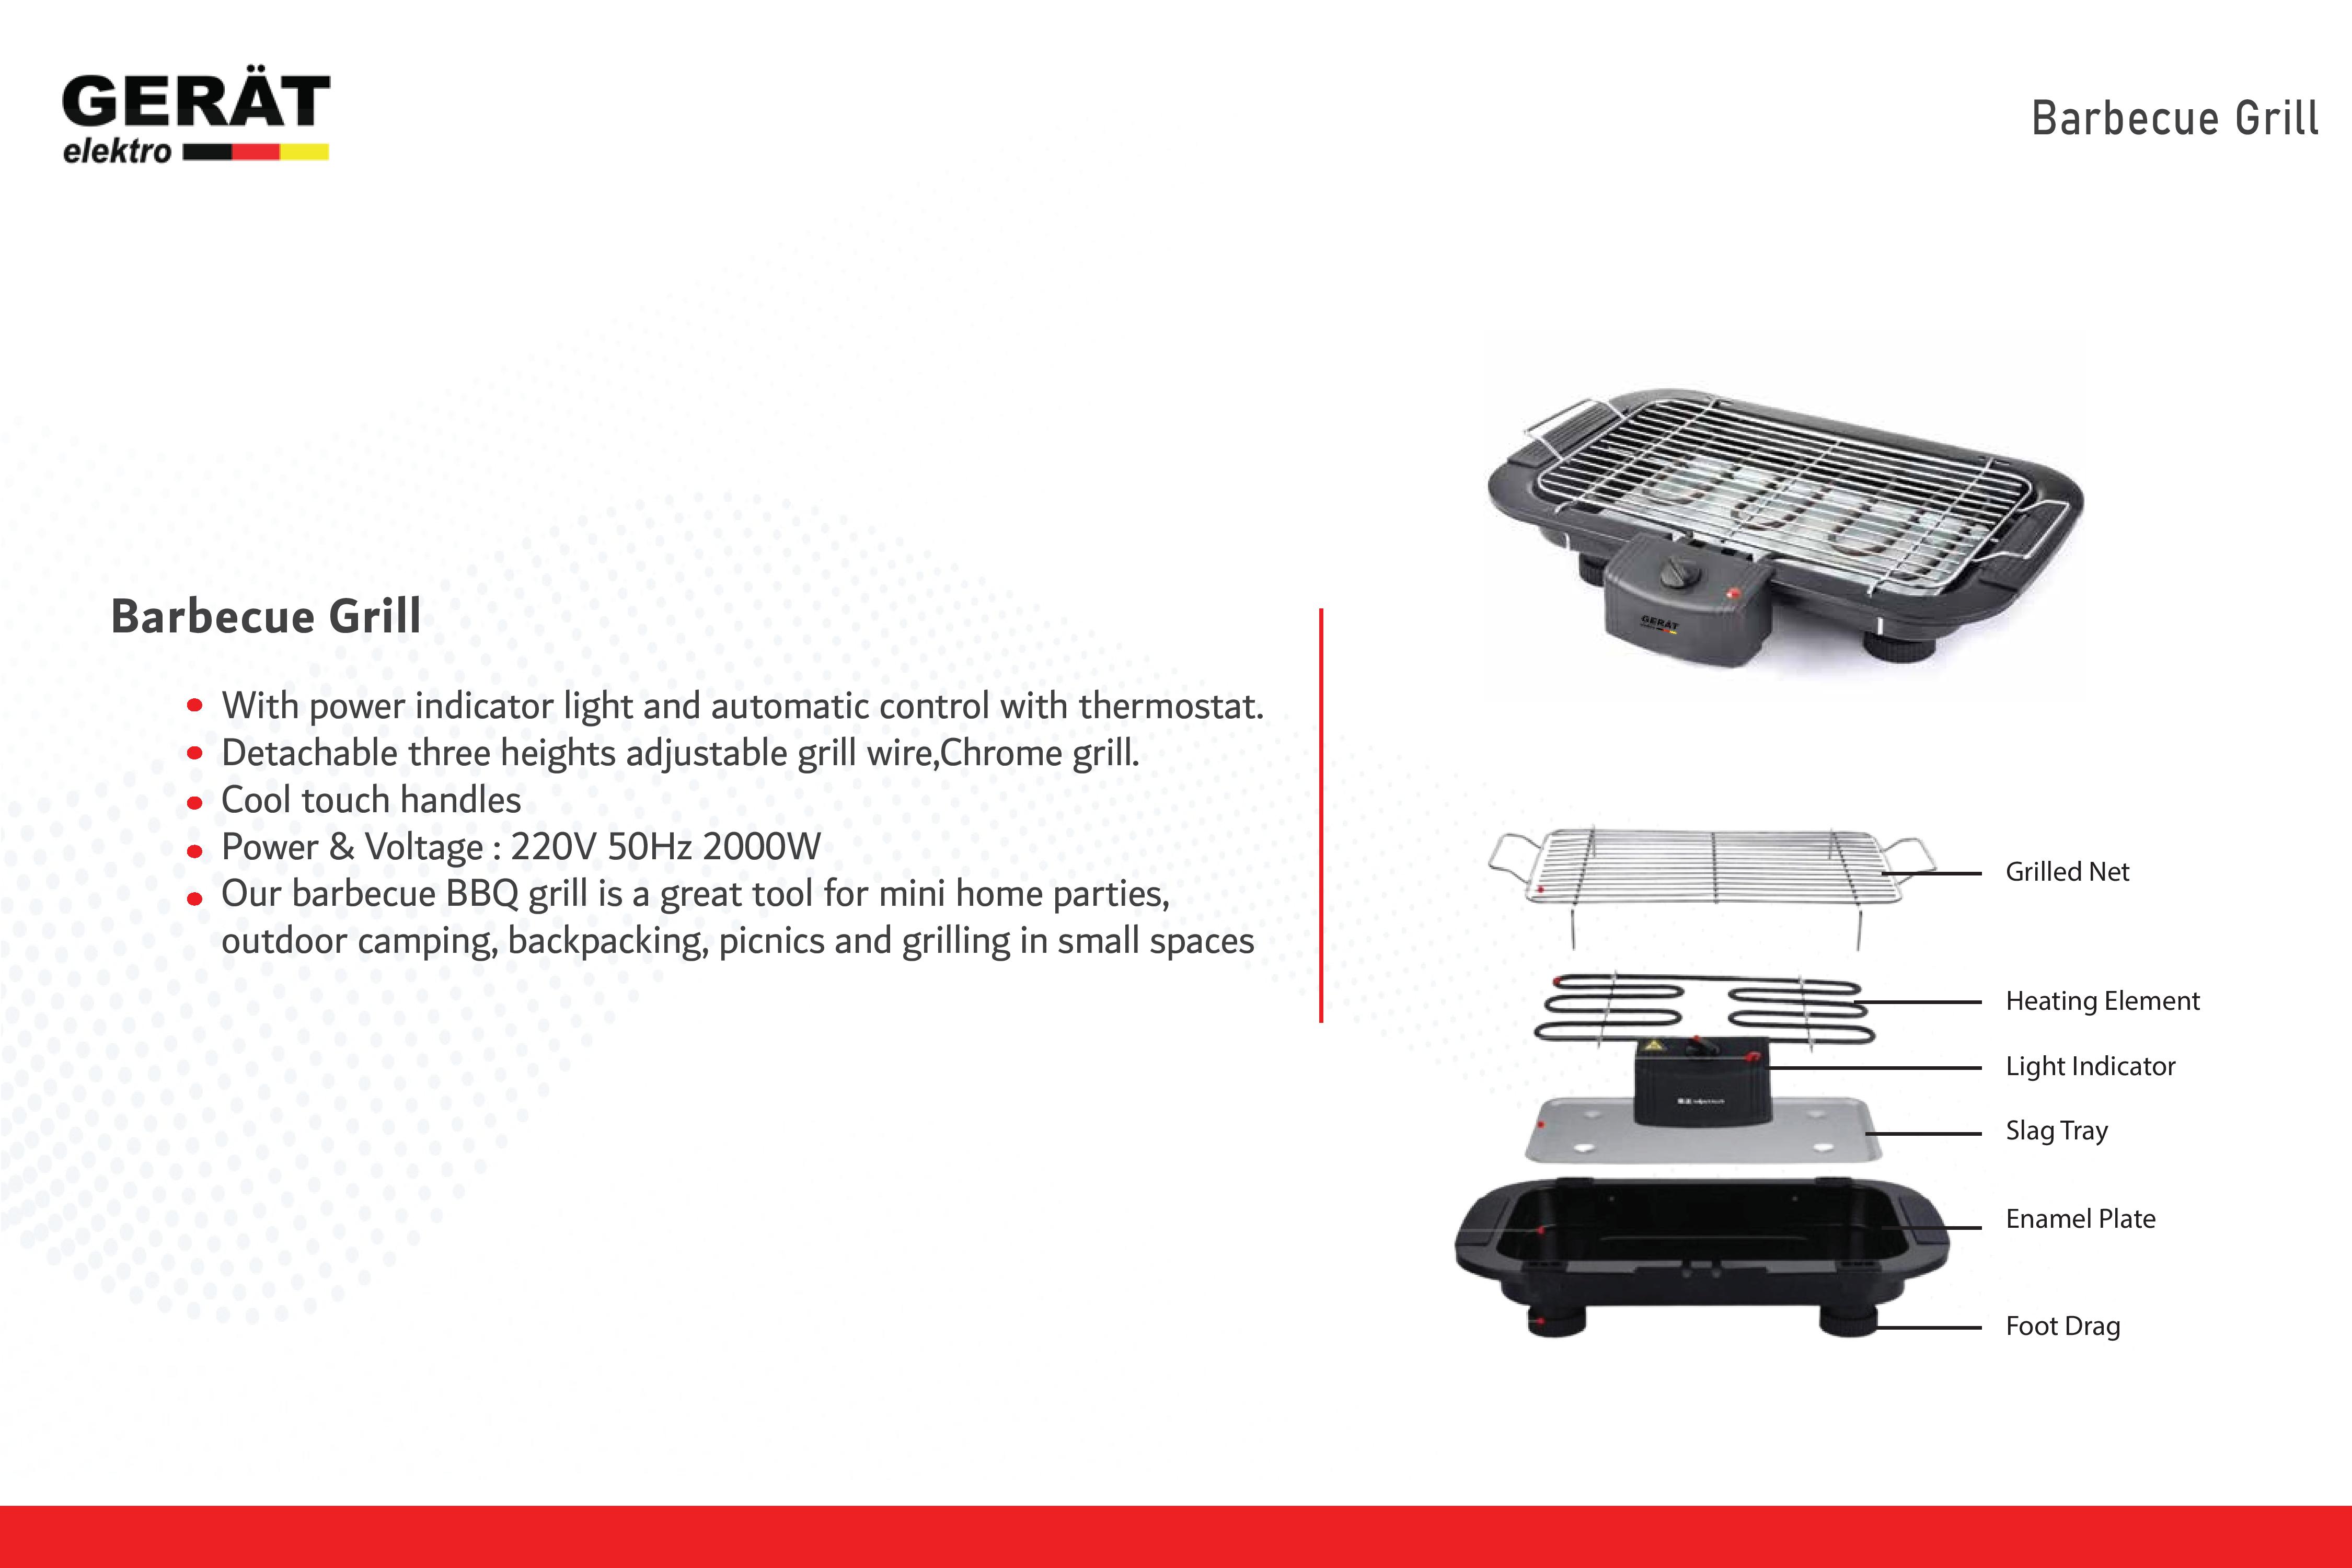 GERÄT
elektro
Barbecue Grill
Barbecue Grill
With power indicator light and automatic control with thermostat.
Detachable three heights adjustable grill wire,Chrome grill.
Cool touch handles
Power & Voltage : 220V 50Hz 2000W
Our barbecue BBQ grill is a great tool for mini home parties,
outdoor camping, backpacking, picnics and grilling in small spaces
GERÄT
Grilled Net
Heating Element
Light Indicator
Slag Tray
Enamel Plate
Foot Drag